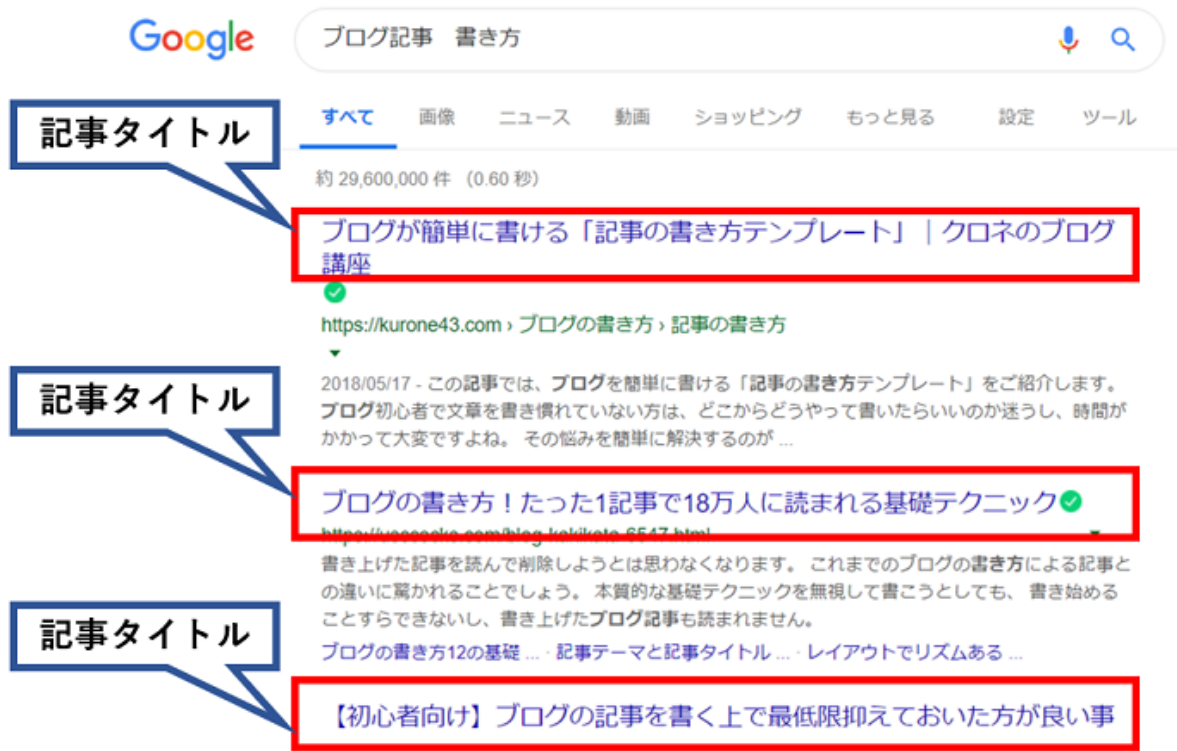 Google
ブログ記事　書き方
すべて 画像 ニュース 動画 ショッピング もっと見る 設定 ツール
記事タイトル
約 29,600,000 件 （0.60 秒）
ブログが簡単に書ける「記事の書き方テンプレート」｜クロネのブログ
講座
https://kurone43.com › ブログの書き方 › 記事の書き方
2018/05/17 - この記事では、ブログを簡単に書ける「記事の書き方テンプレート」をご紹介します。
ブログ初心者で文章を書き慣れていない方は、どこからどうやって書いたらいいのか迷うし、時間が
かかって大変ですよね。 その悩みを簡単に解決するのが ...
記事タイトル
ブログの書き方！たった1記事で18万人に読まれる基礎テクニック
書き上げた記事を読んで削除しようとは思わなくなります。 これまでのブログの書き方による記事と
の違いに驚かれることでしょう。 本質的な基礎テクニックを無視して書こうとしても、 書き始める
ことすらできないし、書き上げたブログ記事も読まれません。
ブログの書き方12の基礎 ... · 記事テーマと記事タイトル ... · レイアウトでリズムある ...
記事タイトル
【初心者向け】ブログの記事を書く上で最低限抑えておいた方が良い事